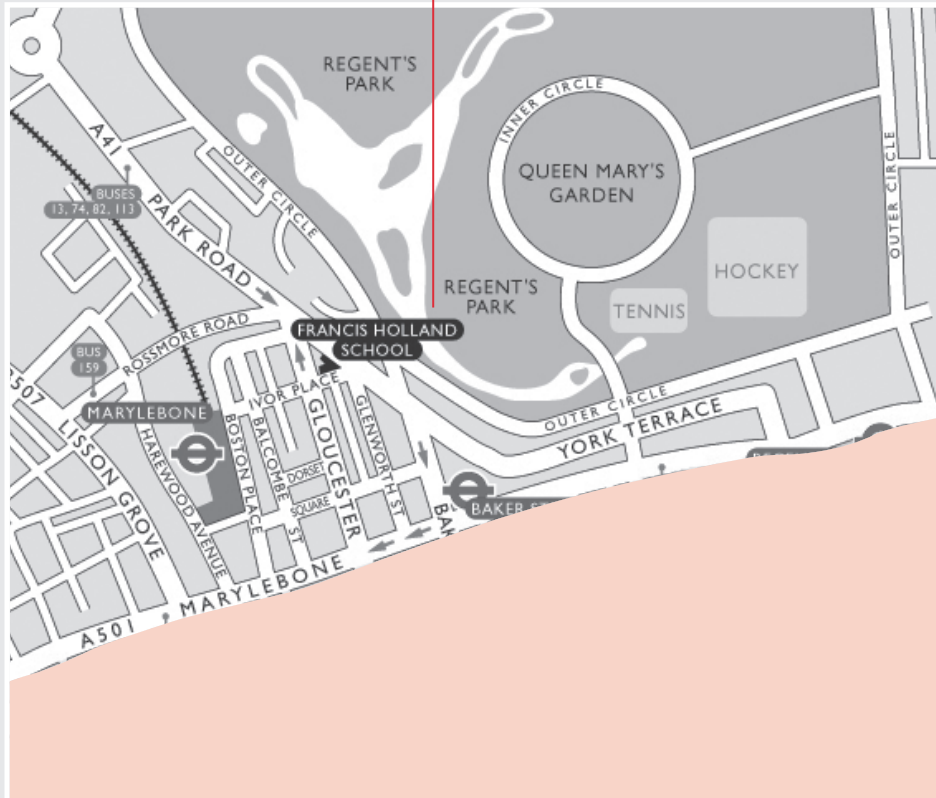 REGENT'S
PARK
INNER CIRCLE
QUEEN MARY'S
GARDEN
OUTER CIRCLE
A41
BUSES
13, 74, 82, 113
PARK ROAD
OUTER CIRCLE
HOCKEY
REGENT'S
PARK
TENNIS
FRANCIS HOLLAND
SCHOOL
ROSSMORE ROAD
BUS
159
MARYLEBONE
IVOR PLACE
OUTER CIRCLE
YORK TERRACE
LISSON GROVE
HAREWOOD AVENUE
BOSTON PLACE
BALCOMBE
ST
DORSET
SQUARE
GLOUCESTER
GLENWORTH ST
MARYLEBONE
A501